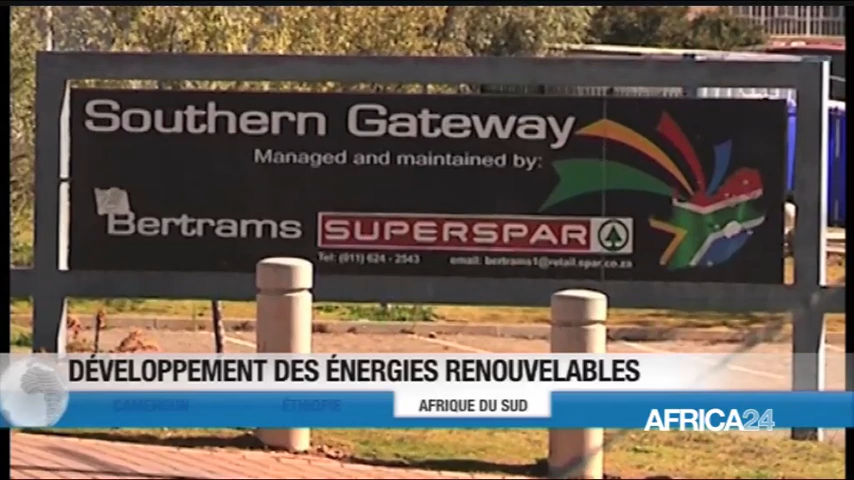 Southern Gateway
Managed and maintained by:
Bertrams SUPERSPAR
Tel: (011) 624 - 2543 email: bertrams1@retail.spar.co.za
DÉVELOPPEMENT DES ÉNERGIES RENOUVELABLES
CAMEROUN ÉTHIOPIE AFRIQUE DU SUD
AFRICA24